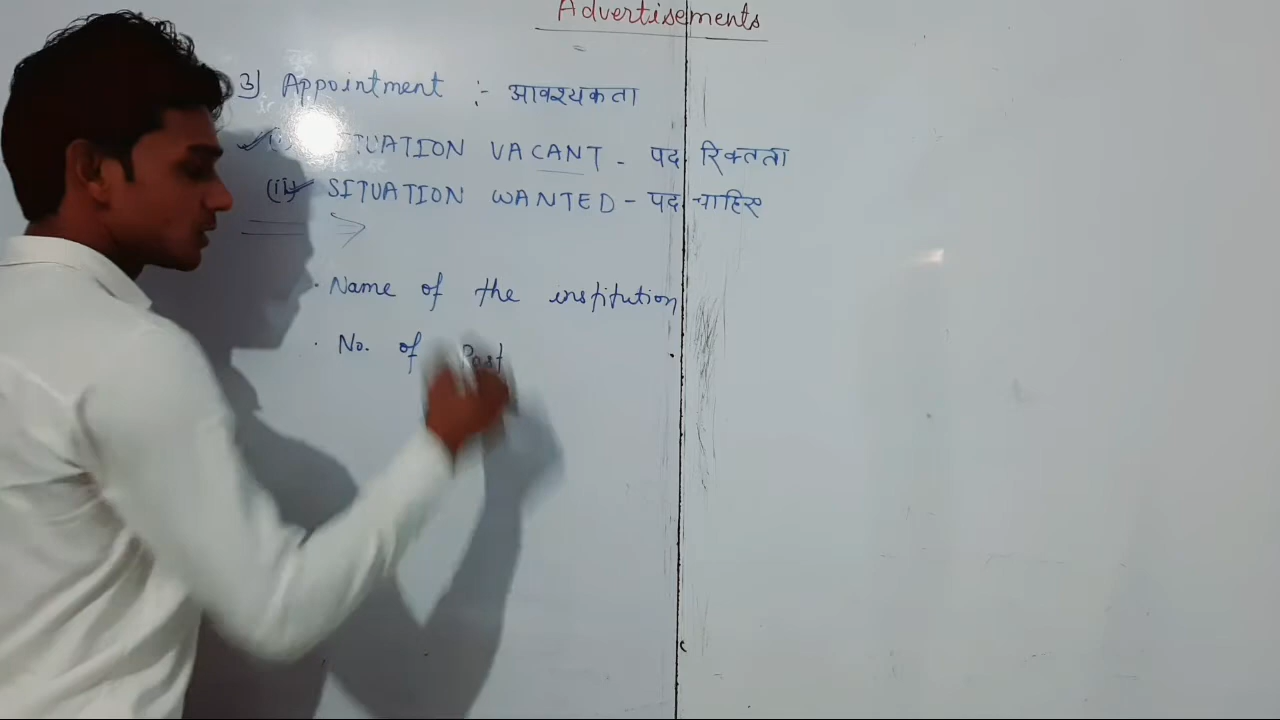 Advertisements
3) Appointment :- आवश्यकता
(i) SITUATION VACANT - पद रिक्तता
(ii) SITUATION WANTED - पद चाहिए
· Name of the institution
· No. of Post